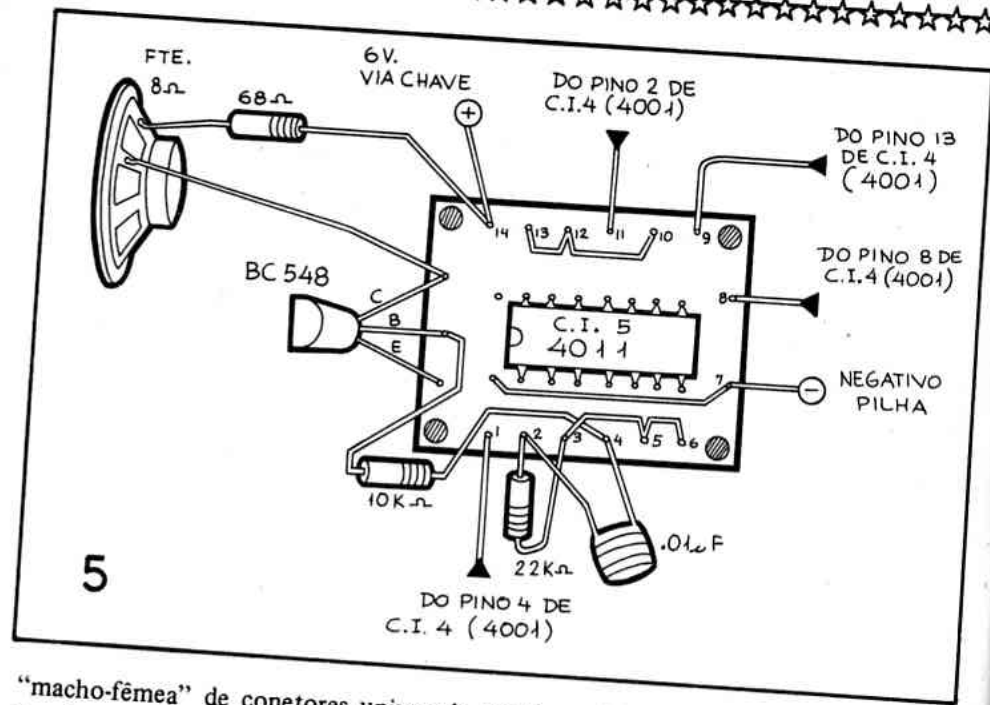 FTE.
8Ω
68Ω
6V.
VIA CHAVE
DO PINO 2 DE
C.I.4 (4001)
DO PINO 13
DE C.I. 4
(4001)
14
13
12
11
10
9
BC 548
C
B
E
C.I. 5
4011
8
DO PINO 8 DE
C.I.4 (4001)
7
NEGATIVO
PILHA
1
2
3
4
5
6
10KΩ
22KΩ
.01uF
5
DO PINO 4 DE
C.I. 4 (4001)
"macho-fêmea" de conetores